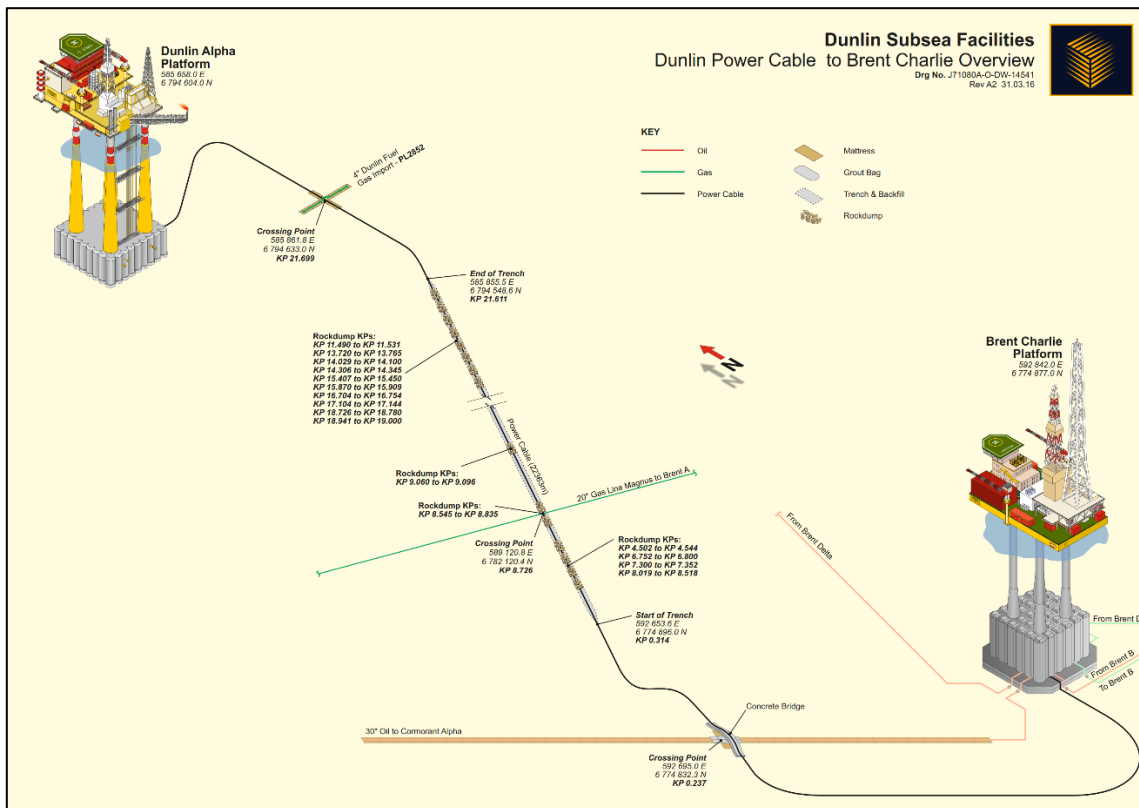 Dunlin Alpha
Platform
585 658.0 E
6 794 604.0 N
Dunlin Subsea Facilities
Dunlin Power Cable to Brent Charlie Overview
Drg No. J71080A-O-DW-14541
Rev A2 31.03.16
KEY
Oil
Gas
Power Cable
Mattress
Grout Bag
Trench & Backfill
Rockdump
4" Dunlin Fuel
Gas Import - PL2852
Crossing Point
585 861.8 E
6 794 633.0 N
KP 21.699
End of Trench
585 855.5 E
6 794 548.6 N
KP 21.611
Rockdump KPs:
KP 11.490 to KP 11.531
KP 13.720 to KP 13.765
KP 14.029 to KP 14.100
KP 14.306 to KP 14.345
KP 15.407 to KP 15.450
KP 15.870 to KP 15.909
KP 16.704 to KP 16.754
KP 17.104 to KP 17.144
KP 18.726 to KP 18.780
KP 18.941 to KP 19.000
N
N
Brent Charlie
Platform
592 842.0 E
6 774 877.0 N
Power Cable (22363m)
Rockdump KPs:
KP 9.060 to KP 9.096
20" Gas Line Magnus to Brent A
Rockdump KPs:
KP 8.545 to KP 8.835
Crossing Point
589 120.8 E
6 782 120.4 N
KP 8.726
Rockdump KPs:
KP 4.502 to KP 4.544
KP 6.752 to KP 6.800
KP 7.300 to KP 7.352
KP 8.019 to KP 8.518
From Brent Delta
Start of Trench
592 653.6 E
6 774 896.0 N
KP 0.314
From Brent D
From Brent B
To Brent B
Concrete Bridge
30" Oil to Cormorant Alpha
Crossing Point
592 695.0 E
6 774 832.3 N
KP 0.237